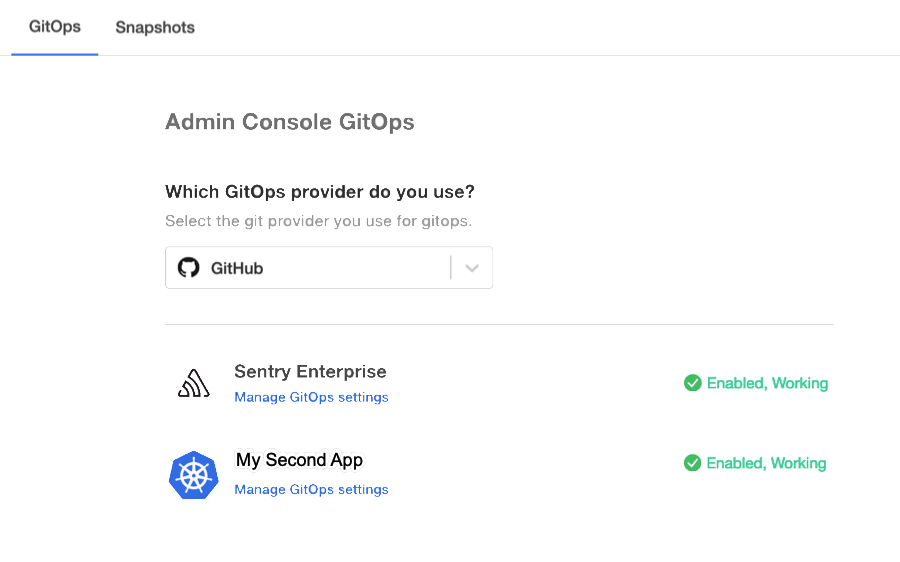 GitOps Snapshots
Admin Console GitOps
Which GitOps provider do you use?
Select the git provider you use for gitops.
GitHub
Sentry Enterprise
Manage GitOps settings
Enabled, Working
My Second App
Manage GitOps settings
Enabled, Working